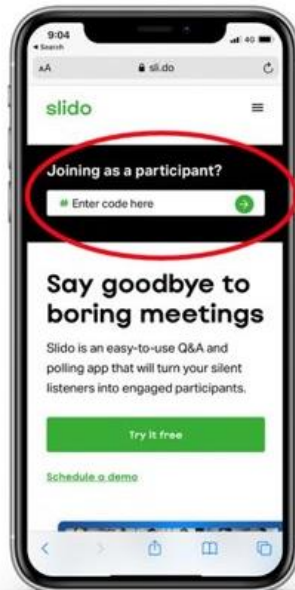 9:04
Search
4G
AA sli.do
slido
Joining as a participant?
# Enter code here
Say goodbye to
boring meetings
Slido is an easy-to-use Q&A and
polling app that will turn your silent
listeners into engaged participants.
Try it free
Schedule a demo